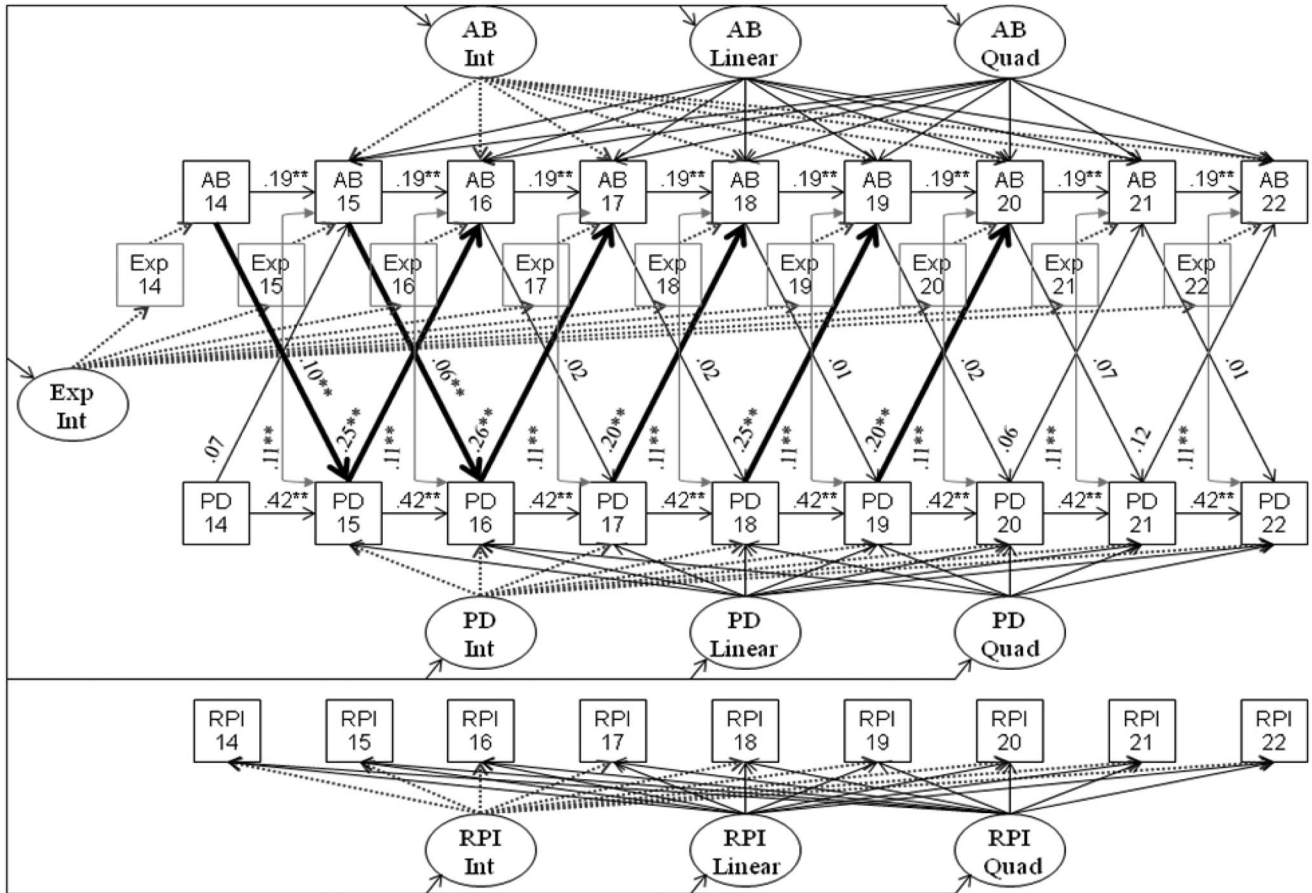 AB
Int
AB
Linear
AB
Quad
AB
14
.19**
AB
15
.19**
AB
16
.19**
AB
17
.19**
AB
18
.19**
AB
19
.19**
AB
20
.19**
AB
21
.19**
AB
22
Exp
14
Exp
15
Exp
16
Exp
17
Exp
18
Exp
19
Exp
20
Exp
21
Exp
22
Exp
Int
.10**
.06**
.02
.02
.01
.02
.07
.01
.07
.11**
.25**
.11**
.26**
.11**
.20**
.11**
.25**
.11**
.20**
.11**
.06
.11**
.12
.11**
PD
14
.42**
PD
15
.42**
PD
16
.42**
PD
17
.42**
PD
18
.42**
PD
19
.42**
PD
20
.42**
PD
21
.42**
PD
22
PD
Int
PD
Linear
PD
Quad
RPI
14
RPI
15
RPI
16
RPI
17
RPI
18
RPI
19
RPI
20
RPI
21
RPI
22
RPI
Int
RPI
Linear
RPI
Quad